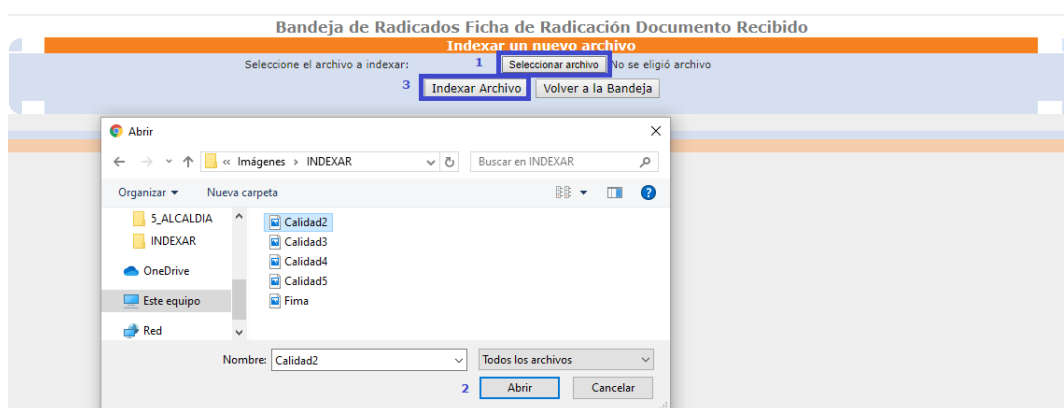 Bandeja de Radicados Ficha de Radicación Documento Recibido
Indexar un nuevo archivo
Seleccione el archivo a indexar: 1 Seleccionar archivo No se eligió archivo
3 Indexar Archivo Volver a la Bandeja
Abrir
« Imágenes › INDEXAR Buscar en INDEXAR
Organizar Nueva carpeta
5_ALCALDIA
INDEXAR
OneDrive
Este equipo
Red
Calidad2
Calidad3
Calidad4
Calidad5
Fima
Nombre: Calidad2 Todos los archivos
2 Abrir Cancelar